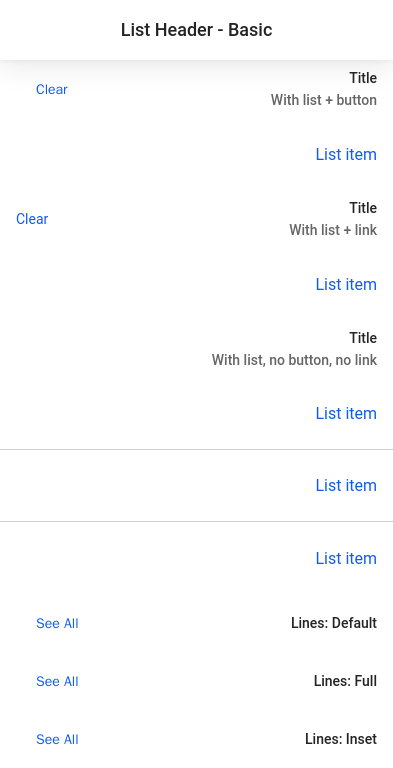 List Header - Basic
Title
With list + button
Clear
List item
Title
With list + link
Clear
List item
Title
With list, no button, no link
List item
List item
List item
Lines: Default
See All
Lines: Full
See All
Lines: Inset
See All